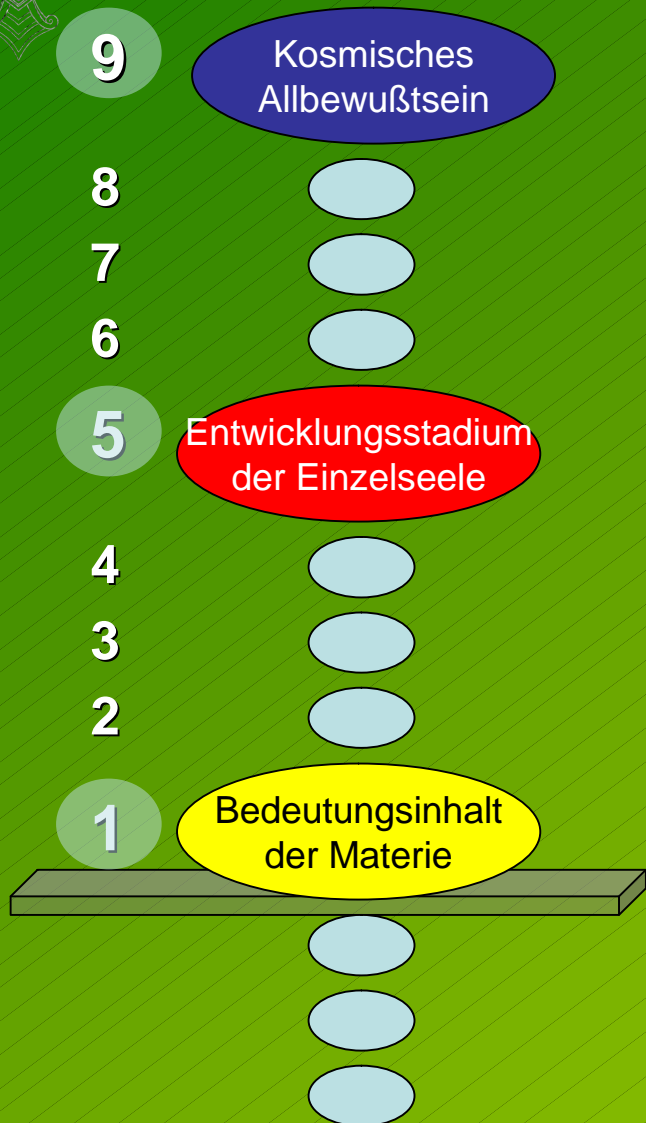 9
Kosmisches
Allbewußtsein
8
7
6
5
Entwicklungsstadium
der Einzelseele
4
3
2
1
Bedeutungsinhalt
der Materie